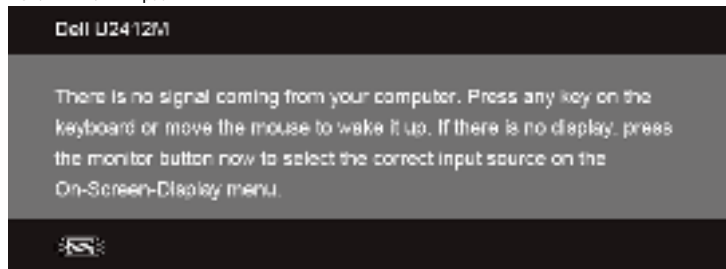 Dell U2412M
There is no signal coming from your computer. Press any key on the
keyboard or move the mouse to wake it up. If there is no display, press
the monitor button now to select the correct input source on the
On-Screen-Display menu.